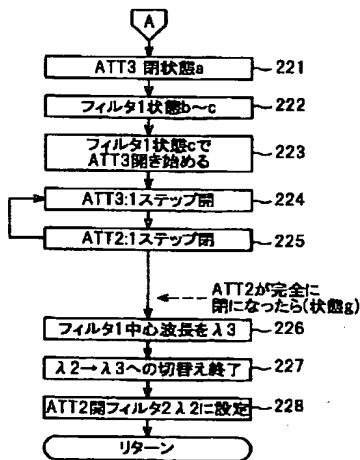 A
ATT3 閉状態a
221
フィルタ1状態b~c
222
フィルタ1状態cで
ATT3開き始める
223
ATT3:1ステップ開
224
ATT2:1ステップ閉
225
ATT2が完全に
閉になったら(状態g)
フィルタ1中心波長をλ3
226
λ2→λ3への切替え終了
227
ATT2開フィルタ2λ2に設定
228
リターン